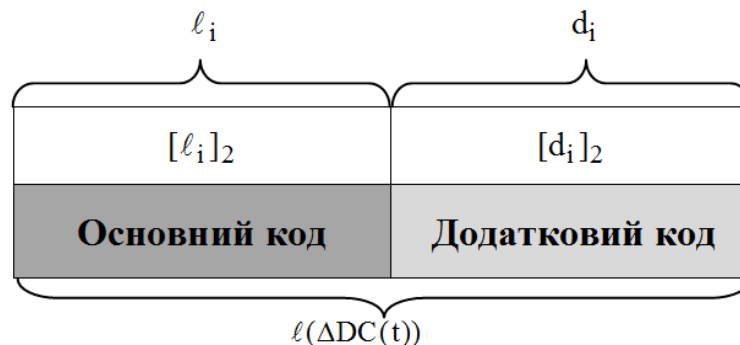 ℓi di
[ℓi]2 [di]2
Основний код Додатковий код
ℓ(ΔDC(t))